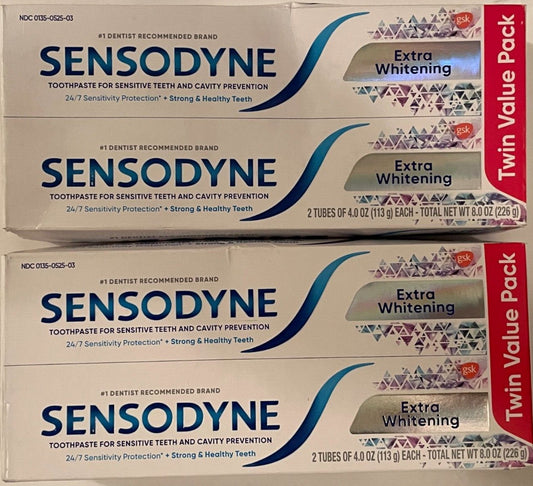 NDC 0135-0525-03
#1 DENTIST RECOMMENDED BRAND
SENSODYNE
TOOTHPASTE FOR SENSITIVE TEETH AND CAVITY PREVENTION
24/7 Sensitivity Protection* + Strong & Healthy Teeth
gsk
Extra
Whitening
Twin Value Pack
#1 DENTIST RECOMMENDED BRAND
SENSODYNE
TOOTHPASTE FOR SENSITIVE TEETH AND CAVITY PREVENTION
24/7 Sensitivity Protection* + Strong & Healthy Teeth
gsk
Extra
Whitening
2 TUBES OF 4.0 OZ (113 g) EACH - TOTAL NET WT 8.0 OZ (226 g)
NDC 0135-0525-03
#1 DENTIST RECOMMENDED BRAND
SENSODYNE
TOOTHPASTE FOR SENSITIVE TEETH AND CAVITY PREVENTION
24/7 Sensitivity Protection* + Strong & Healthy Teeth
gsk
Extra
Whitening
Twin Value Pack
#1 DENTIST RECOMMENDED BRAND
SENSODYNE
TOOTHPASTE FOR SENSITIVE TEETH AND CAVITY PREVENTION
24/7 Sensitivity Protection* + Strong & Healthy Teeth
gsk
Extra
Whitening
2 TUBES OF 4.0 OZ (113 g) EACH - TOTAL NET WT 8.0 OZ (226 g)